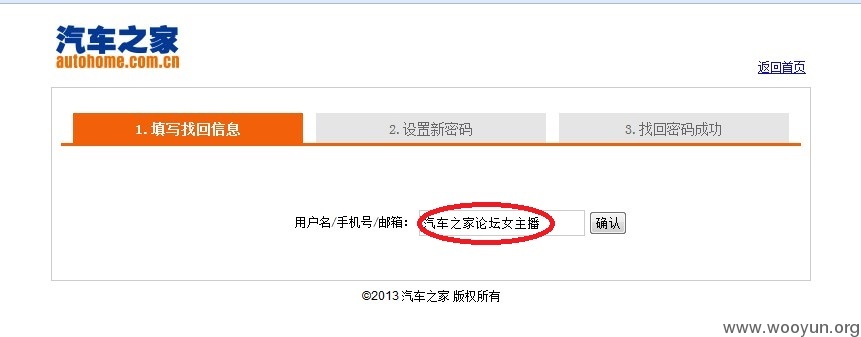 汽车之家
autohome.com.cn
返回首页
1.填写找回信息 2.设置新密码 3.找回密码成功
用户名/手机号/邮箱： 汽车之家论坛女主播 确认
©2013 汽车之家 版权所有
www.wooyun.org